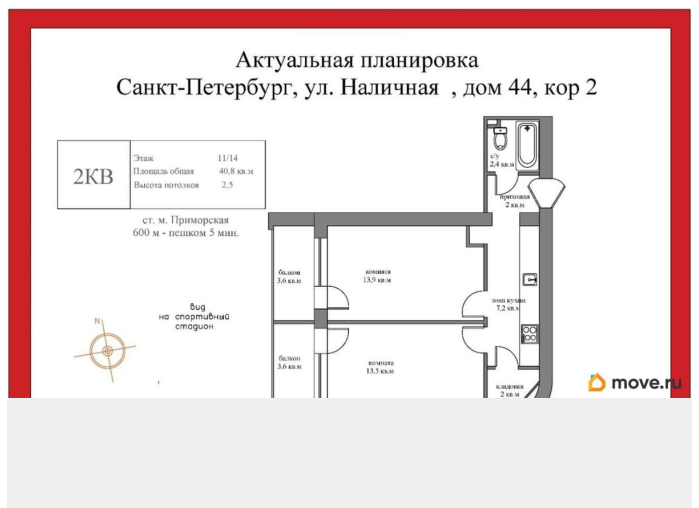 Актуальная планировка
Санкт-Петербург, ул. Наличная , дом 44, кор 2
2КВ
Этаж 11/14
Площадь общая 40,8 кв.м
Высота потолков 2,5
ст. м. Приморская
600 м - пешком 5 мин.
с/у
2,4 кв.м
прихожая
2 кв.м
балкон
3,6 кв.м
комната
13,9 кв.м
зона кухни
7,2 кв.м
вид
на спортивный
стадион
N
балкон
3,6 кв.м
комната
13,5 кв.м
кладовка
2 кв.м
move.ru